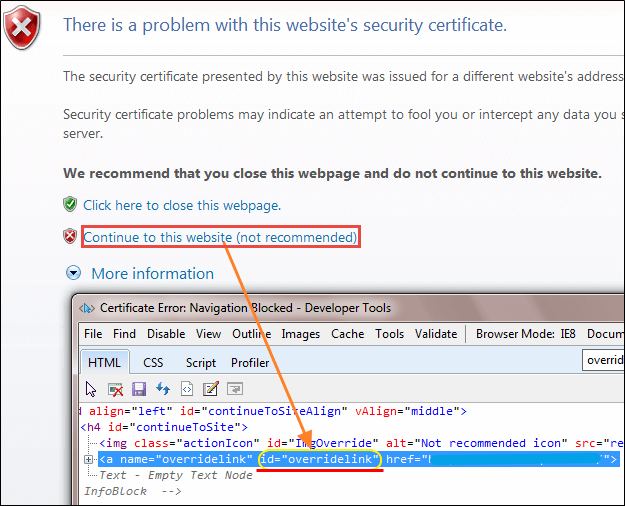 There is a problem with this website's security certificate.
The security certificate presented by this website was issued for a different website's address
Security certificate problems may indicate an attempt to fool you or intercept any data you s
server.
We recommend that you close this webpage and do not continue to this website.
Click here to close this webpage.
Continue to this website (not recommended).
More information
Certificate Error: Navigation Blocked - Developer Tools
File Find Disable View Outline Images Cache Tools Validate Browser Mode: IE8 Docum
HTML CSS Script Profiler overrid
d align="left" id="continueToSiteAlign" vAlign="middle">
<h4 id="continueToSite">
<img class="actionIcon" id="ImgOverride" alt="Not recommended icon" src="re
<a name="overridelink" id="overridelink" href=" ">
Text - Empty Text Node
InfoBlock -->